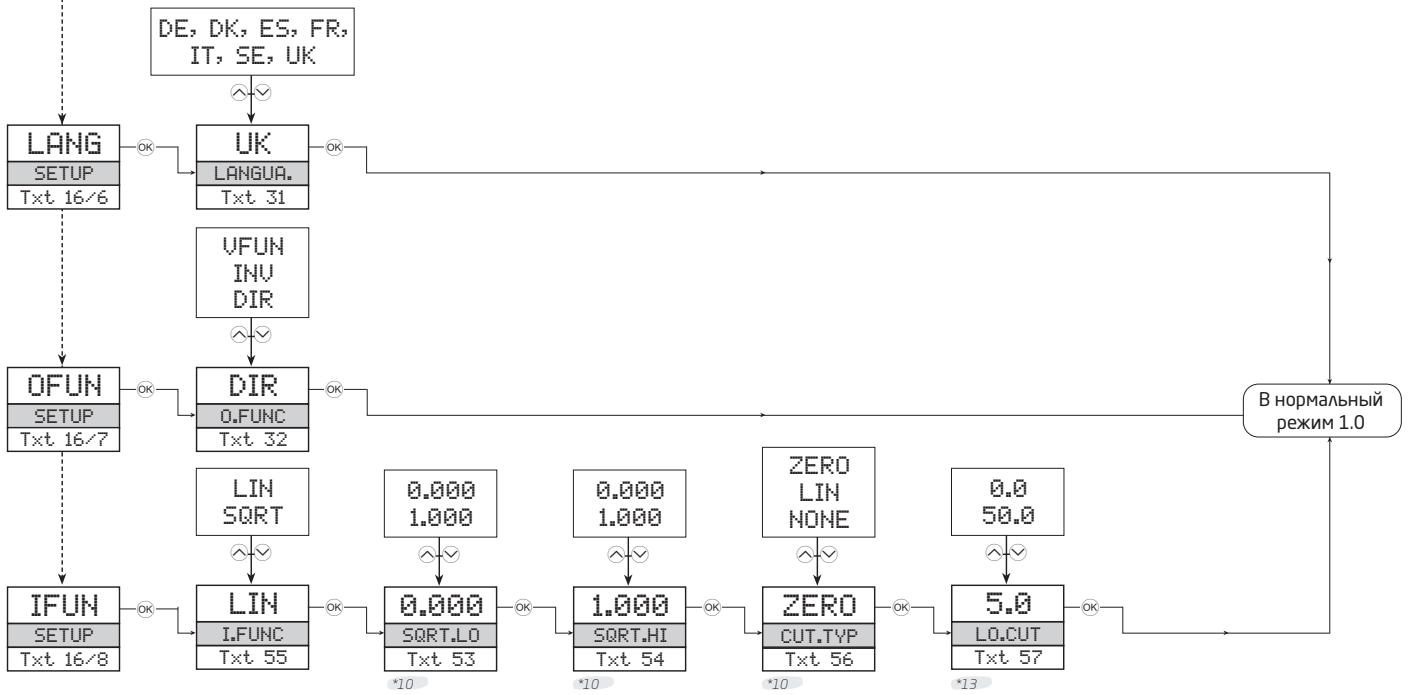 DE, DK, ES, FR,
IT, SE, UK
LANG
SETUP
Txt 16/6
OK
UK
LANGUA.
Txt 31
OK
VFUN
INV
DIR
OFUN
SETUP
Txt 16/7
OK
DIR
O.FUNC
Txt 32
OK
В нормальный
режим 1.0
LIN
SQRT
0.000
1.000
0.000
1.000
ZERO
LIN
NONE
0.0
50.0
IFUN
SETUP
Txt 16/8
OK
LIN
I.FUNC
Txt 55
OK
0.000
SQRT.LO
Txt 53
*10
OK
1.000
SQRT.HI
Txt 54
*10
OK
ZERO
CUT.TYP
Txt 56
*10
OK
5.0
LO.CUT
Txt 57
*13
OK